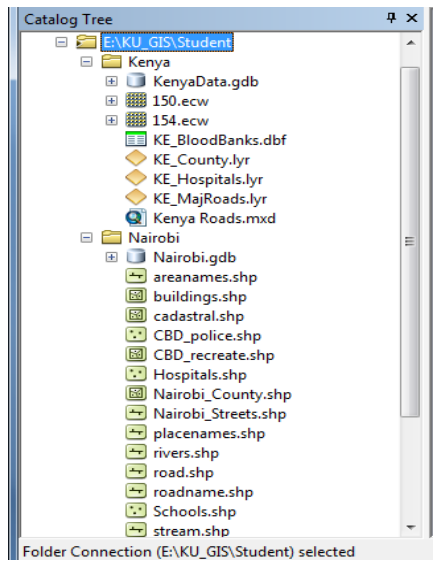 Catalog Tree
E:\KU_GIS\Student
Kenya
KenyaData.gdb
150.ecw
154.ecw
KE_BloodBanks.dbf
KE_County.lyr
KE_Hospitals.lyr
KE_MajRoads.lyr
Kenya Roads.mxd
Nairobi
Nairobi.gdb
areanames.shp
buildings.shp
cadastral.shp
CBD_police.shp
CBD_recreate.shp
Hospitals.shp
Nairobi_County.shp
Nairobi_Streets.shp
placenames.shp
rivers.shp
road.shp
roadname.shp
Schools.shp
stream.shp
Folder Connection (E:\KU_GIS\Student) selected